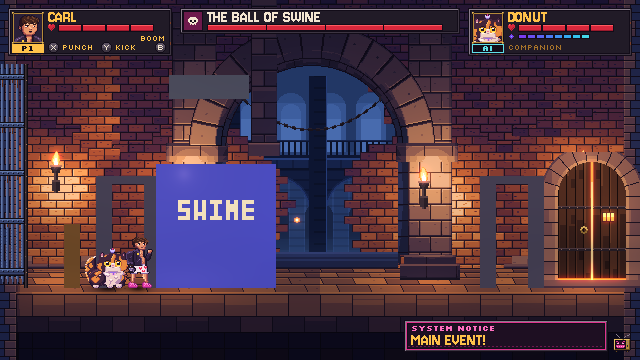 CARL
THE BALL OF SWINE
DONUT
BOOM
P1 X PUNCH Y KICK B
AI COMPANION
SWINE
SYSTEM NOTICE
MAIN EVENT!